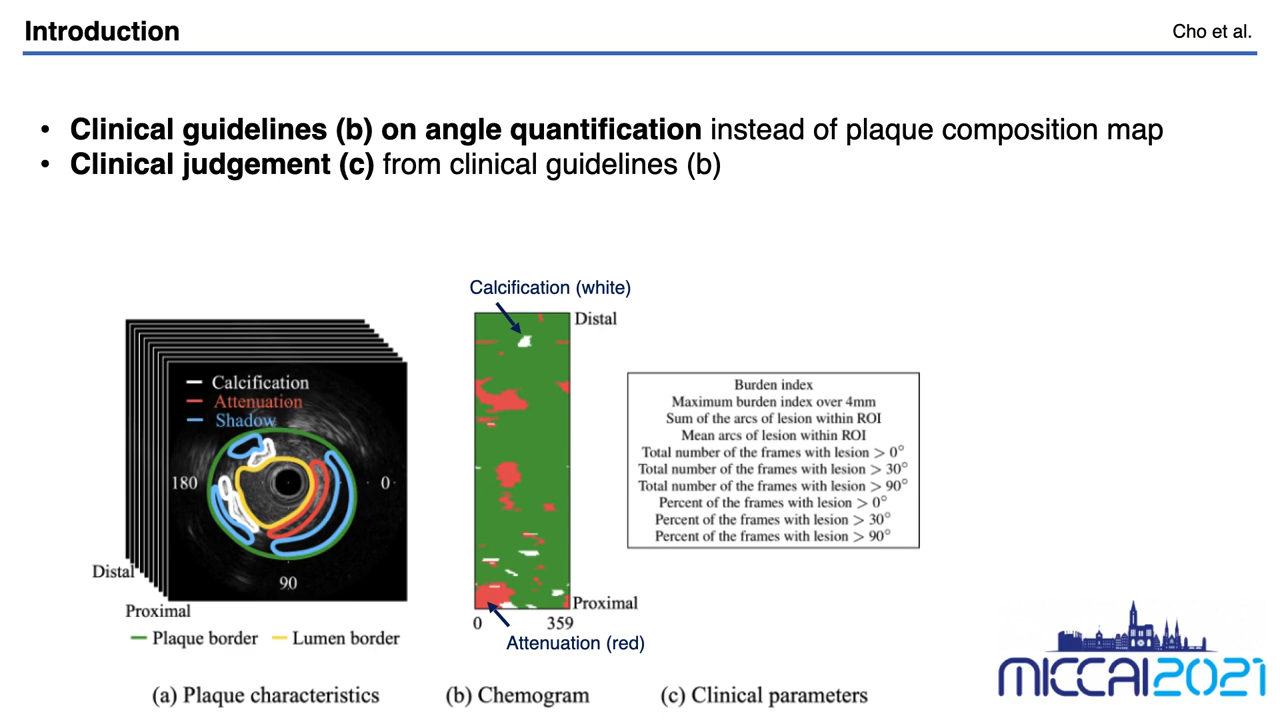 Introduction
Cho et al.
• Clinical guidelines (b) on angle quantification instead of plaque composition map
• Clinical judgement (c) from clinical guidelines (b)
Calcification
Attenuation
Shadow
180
0
90
Distal
Proximal
Plaque border
Lumen border
(a) Plaque characteristics
Calcification (white)
Distal
Proximal
0
359
Attenuation (red)
(b) Chemogram
Burden index
Maximum burden index over 4mm
Sum of the arcs of lesion within ROI
Mean arcs of lesion within ROI
Total number of the frames with lesion > 0°
Total number of the frames with lesion > 30°
Total number of the frames with lesion > 90°
Percent of the frames with lesion > 0°
Percent of the frames with lesion > 30°
Percent of the frames with lesion > 90°
(c) Clinical parameters
MICCAI2021